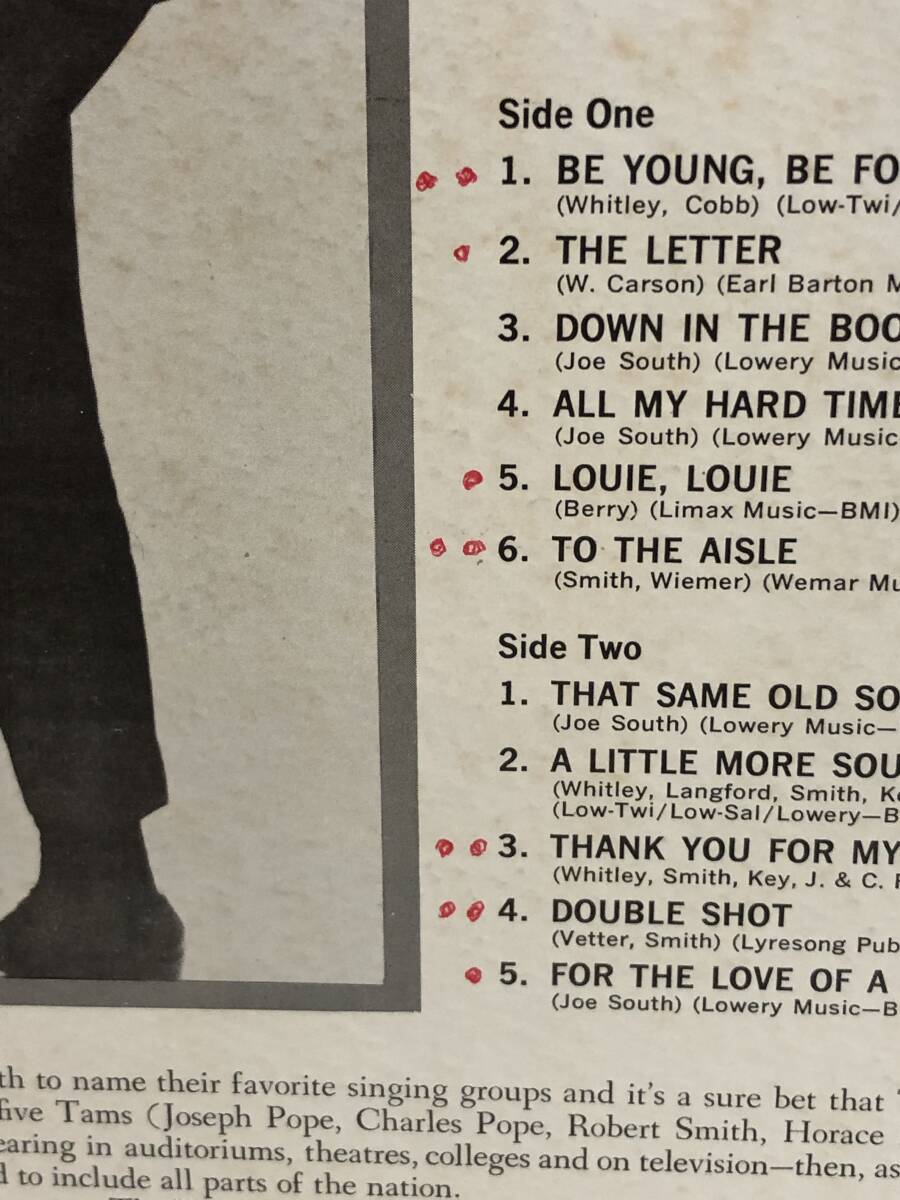 Side One
1. BE YOUNG, BE FO
(Whitley, Cobb) (Low-Twi/
2. THE LETTER
(W. Carson) (Earl Barton M
3. DOWN IN THE BOO
(Joe South) (Lowery Music
4. ALL MY HARD TIME
(Joe South) (Lowery Music
5. LOUIE, LOUIE
(Berry) (Limax Music—BMI)
6. TO THE AISLE
(Smith, Wiemer) (Wemar Mu
Side Two
1. THAT SAME OLD SO
(Joe South) (Lowery Music—
2. A LITTLE MORE SOU
(Whitley, Langford, Smith, Ke
(Low-Twi/Low-Sal/Lowery—B
3. THANK YOU FOR MY
(Whitley, Smith, Key, J. & C. P
4. DOUBLE SHOT
(Vetter, Smith) (Lyresong Pub
5. FOR THE LOVE OF A
(Joe South) (Lowery Music—B
th to name their favorite singing groups and it's a sure bet that
five Tams (Joseph Pope, Charles Pope, Robert Smith, Horace
earing in auditoriums, theatres, colleges and on television—then, as
d to include all parts of the nation.